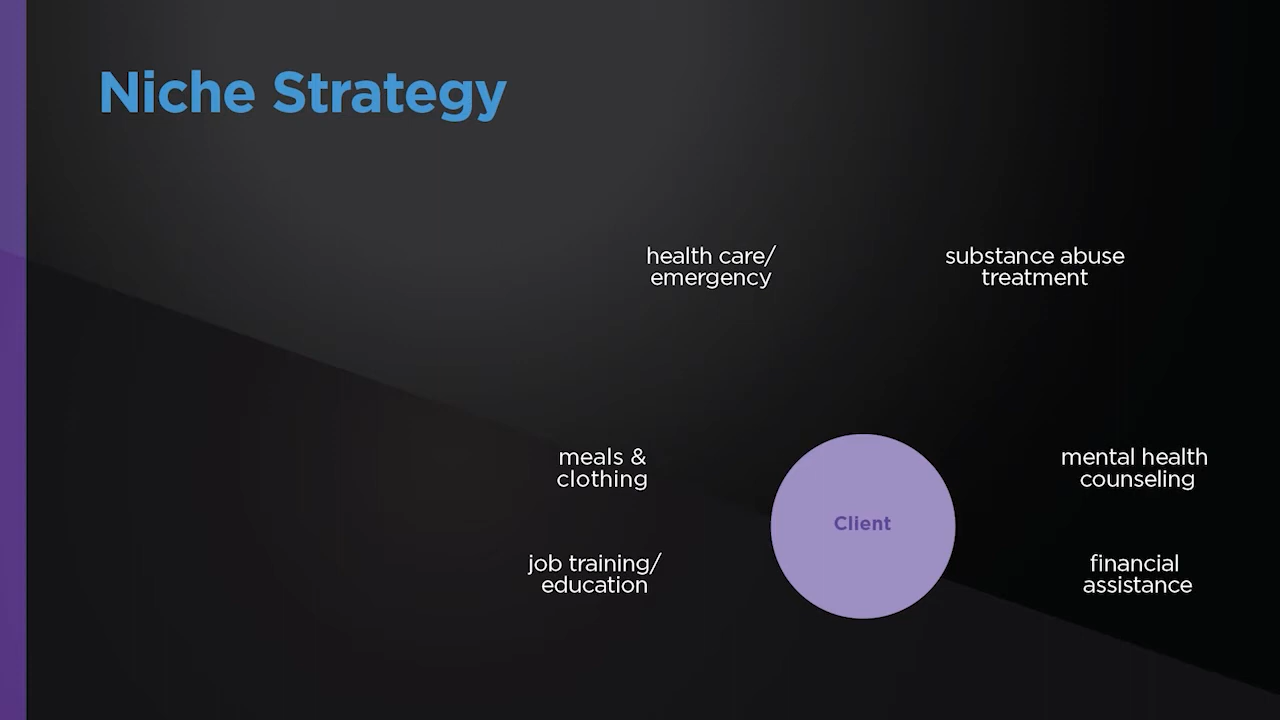 Niche Strategy
health care/
emergency
substance abuse
treatment
meals &
clothing
mental health
counseling
Client
job training/
education
financial
assistance